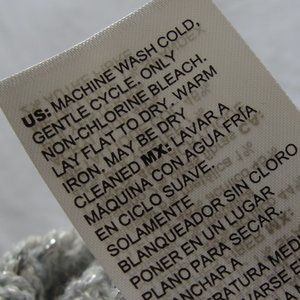 US: MACHINE WASH COLD,
GENTLE CYCLE. ONLY
NON-CHLORINE BLEACH.
LAY FLAT TO DRY. WARM
IRON. MAY BE DRY
CLEANED MX: LAVAR A
MAQUINA CON AGUA FRÍA
EN CICLO SUAVE.
SOLAMENTE
BLANQUEADOR SIN CLORO
PONER EN UN LUGAR
PLANO PARA SECAR.